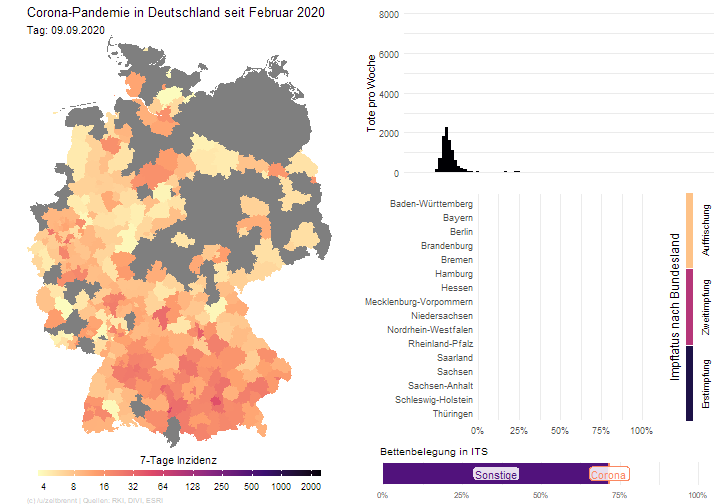 Corona-Pandemie in Deutschland seit Februar 2020
Tag: 09.09.2020
7-Tage Inzidenz
4 8 16 32 64 125 250 500 1000 2000
(c) /u/zeitbrennt | Quellen: RKI, DIVI, ESRI
Tote pro Woche
8000
6000
4000
2000
0
Baden-Württemberg
Bayern
Berlin
Brandenburg
Bremen
Hamburg
Hessen
Mecklenburg-Vorpommern
Niedersachsen
Nordrhein-Westfalen
Rheinland-Pfalz
Saarland
Sachsen
Sachsen-Anhalt
Schleswig-Holstein
Thüringen
0% 25% 50% 75% 100%
Impfstatus nach Bundesland
Auffrischung
Zweitimpfung
Erstimpfung
Bettenbelegung in ITS
Sonstige Corona
0% 25% 50% 75% 100%